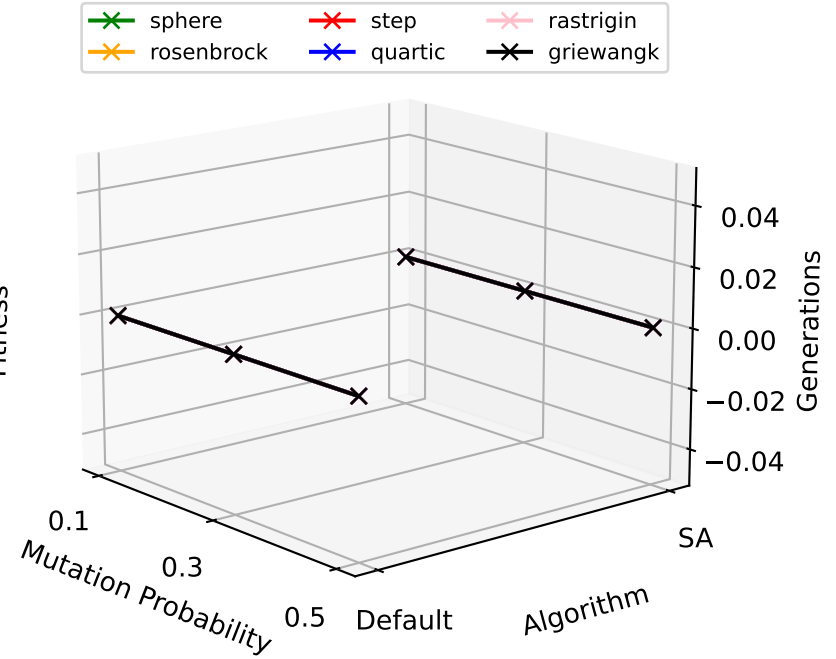 sphere
rosenbrock
step
quartic
rastrigin
griewangk
0.04
0.02
0.00
−0.02
−0.04
Generations
0.1
0.3
0.5
Mutation Probability
Default
SA
Algorithm